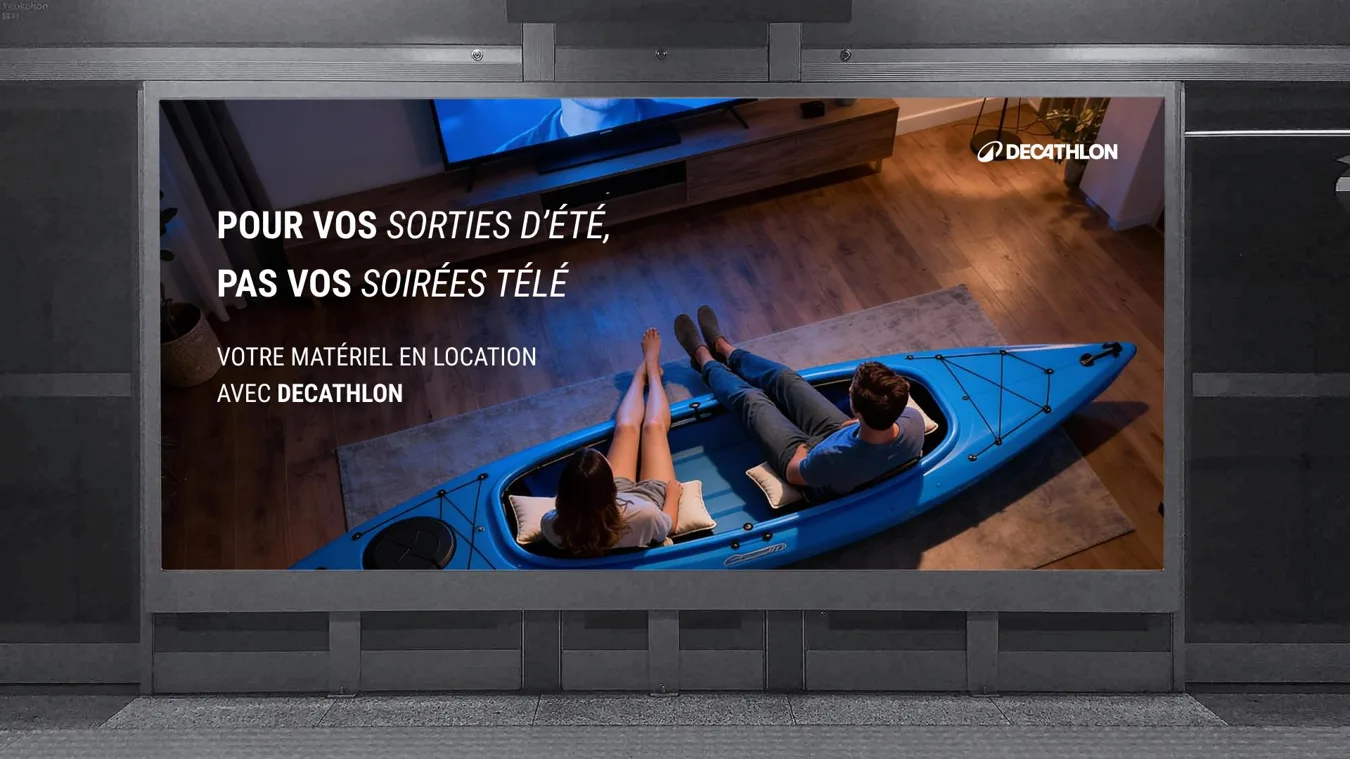 DECATHLON
POUR VOS SORTIES D’ÉTÉ,
PAS VOS SOIRÉES TÉLÉ
VOTRE MATÉRIEL EN LOCATION
AVEC DECATHLON